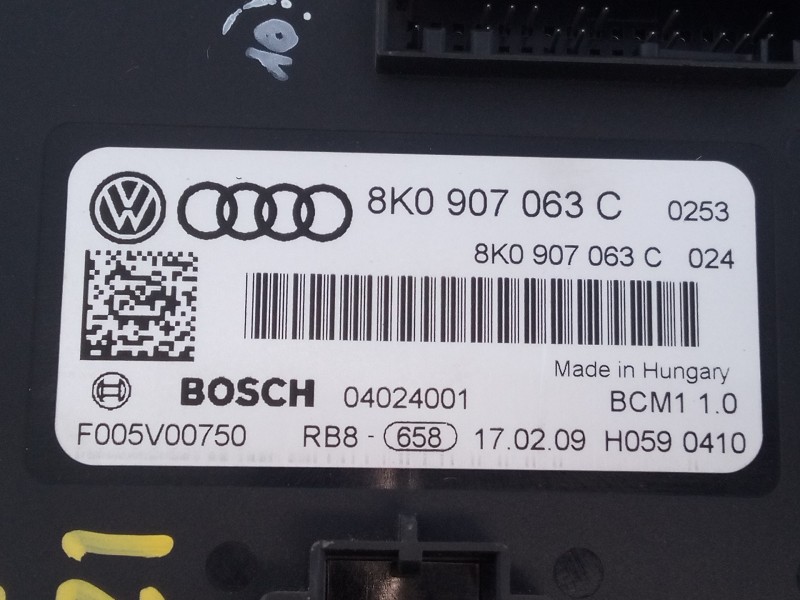 8K0 907 063 C 0253
8K0 907 063 C 024
Made in Hungary
BOSCH 04024001 BCM1 1.0
F005V00750 RB8 - 658 17.02.09 H059 0410